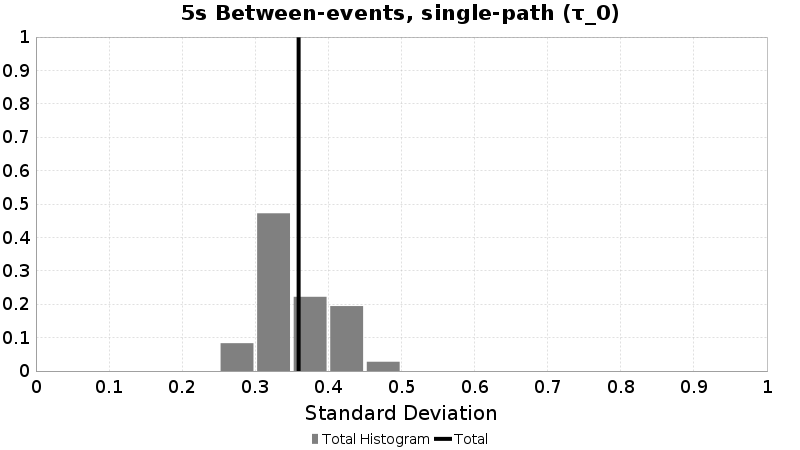 5s Between-events, single-path (τ_0)
1
0.9
0.8
0.7
0.6
0.5
0.4
0.3
0.2
0.1
0
0 0.1 0.2 0.3 0.4 0.5 0.6 0.7 0.8 0.9 1
Standard Deviation
Total Histogram Total